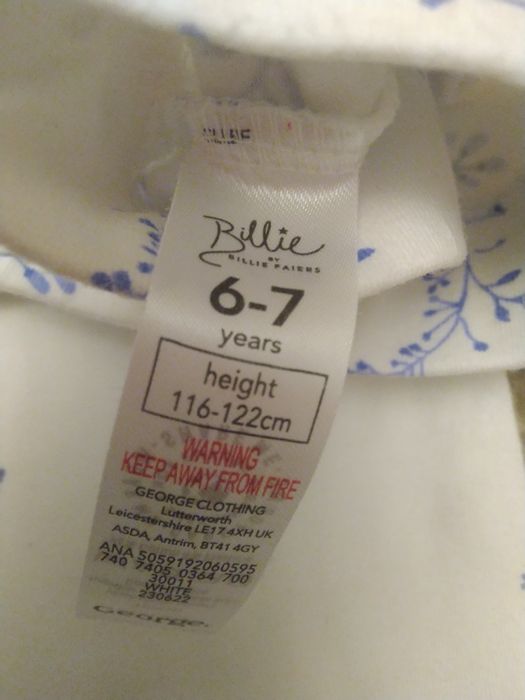 Billie
BY
BILLIE FAIERS
6-7
years
height
116-122cm
WARNING
KEEP AWAY FROM FIRE
GEORGE CLOTHING
Lutterworth
Leicestershire LE17 4XH UK
ASDA, Antrim, BT41 4GY
ANA 5059192060595
740 7405 0364 700
30011
WHITE
230622
George.